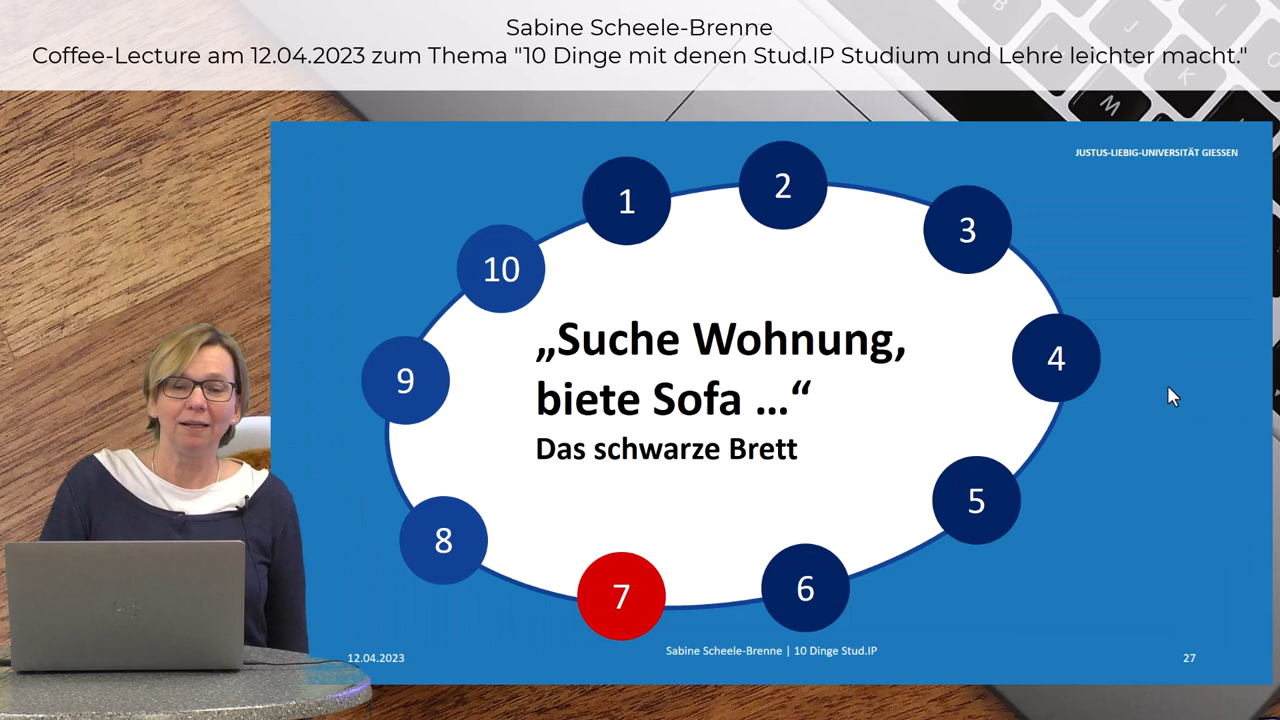 Sabine Scheele-Brenne
Coffee-Lecture am 12.04.2023 zum Thema "10 Dinge mit denen Stud.IP Studium und Lehre leichter macht."
JUSTUS-LIEBIG-UNIVERSITÄT GIESSEN
1
2
3
4
5
6
7
8
9
10
„Suche Wohnung,
biete Sofa ...“
Das schwarze Brett
12.04.2023
Sabine Scheele-Brenne | 10 Dinge Stud.IP
27